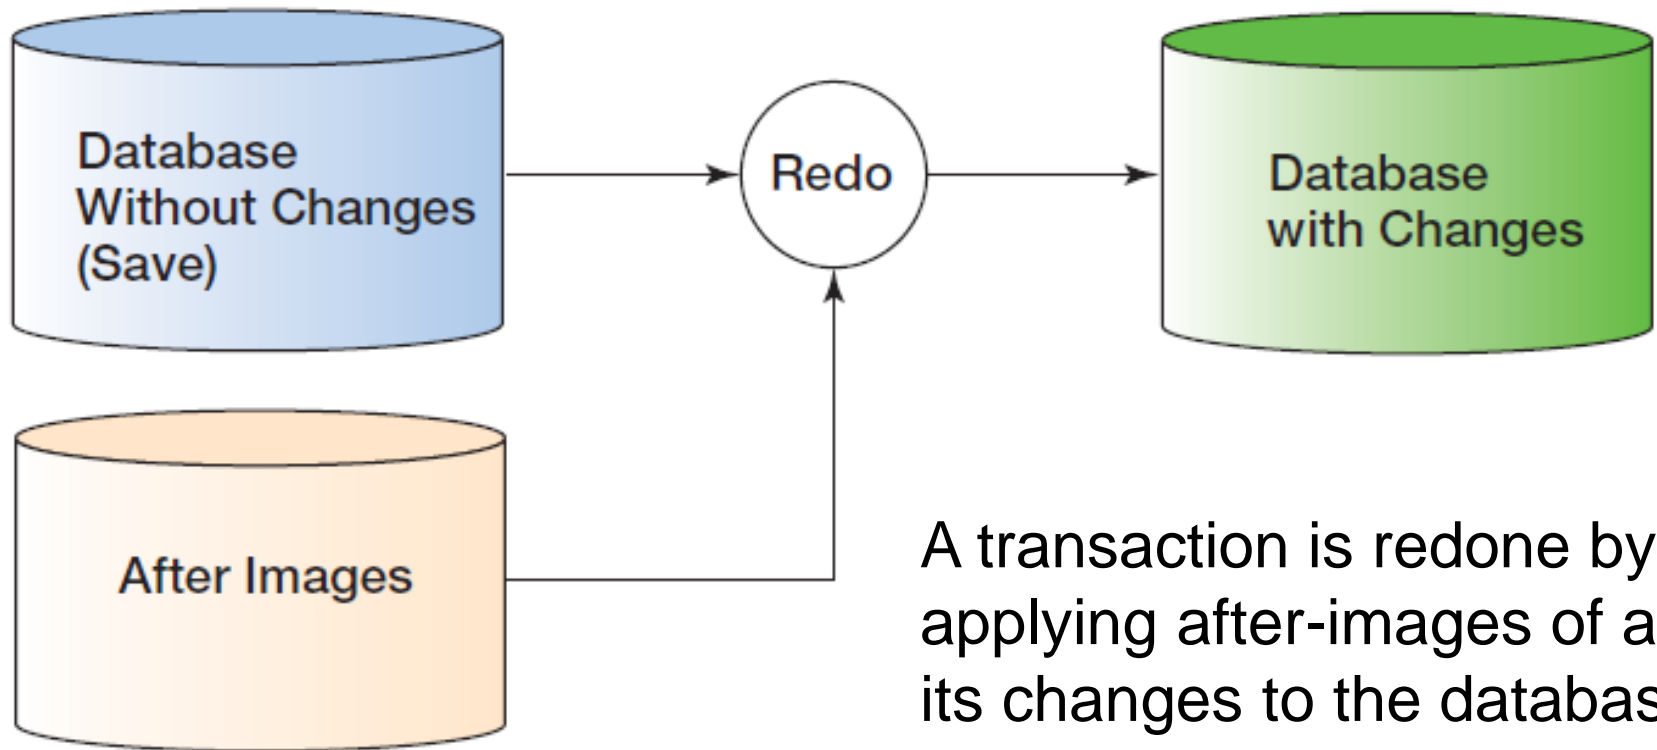 Database
Without Changes
(Save)
Redo
Database
with Changes
After Images
A transaction is redone by
applying after-images of a
its changes to the databas